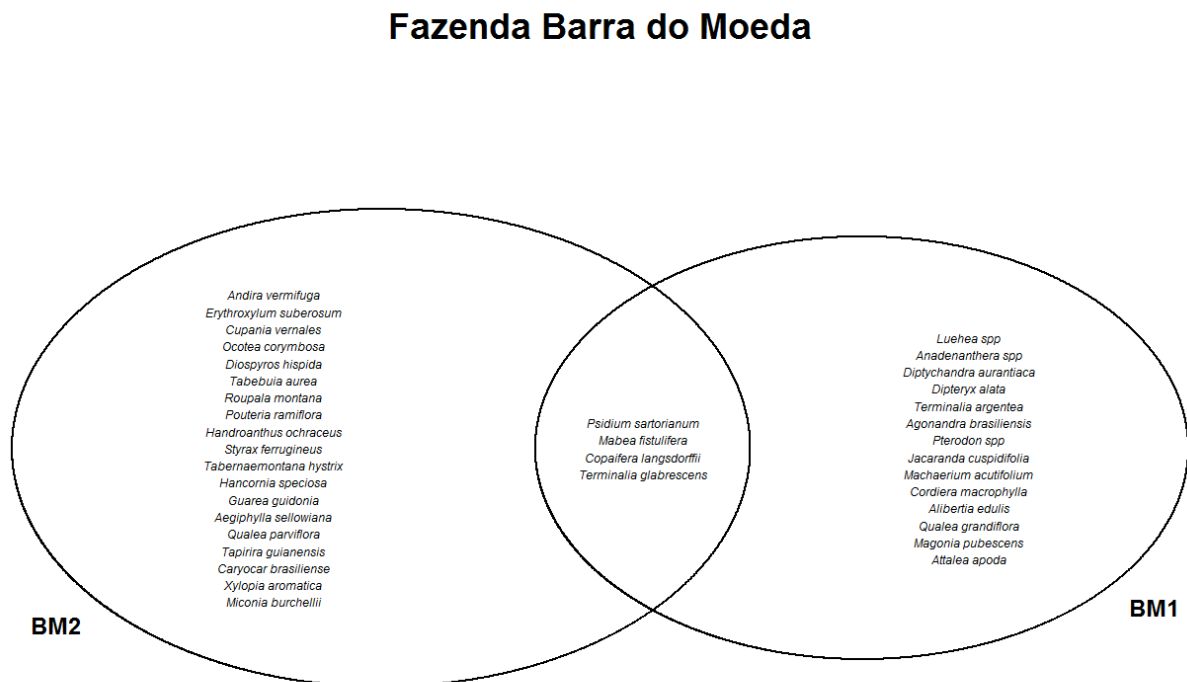 Fazenda Barra do Moeda
Andira vermifuga
Erythroxylum suberosum
Cupania vernales
Ocotea corymbosa
Diospyros hispida
Tabebuia aurea
Roupala montana
Pouteria ramiflora
Handroanthus ochraceus
Styrax ferrugineus
Tabernaemontana hystrix
Hancornia speciosa
Guarea guidonia
Aegiphylla sellowiana
Qualea parviflora
Tapirira guianensis
Caryocar brasiliense
Xylopia aromatica
Miconia burchellii
BM2
Psidium sartorianum
Mabea fistulifera
Copaifera langsdorffii
Terminalia glabrescens
Luehea spp
Anadenanthera spp
Diptychandra aurantiaca
Dipteryx alata
Terminalia argentea
Agonandra brasiliensis
Pterodon spp
Jacaranda cuspidifolia
Machaerium acutifolium
Cordiera macrophylla
Alibertia edulis
Qualea grandiflora
Magonia pubescens
Attalea apoda
BM1